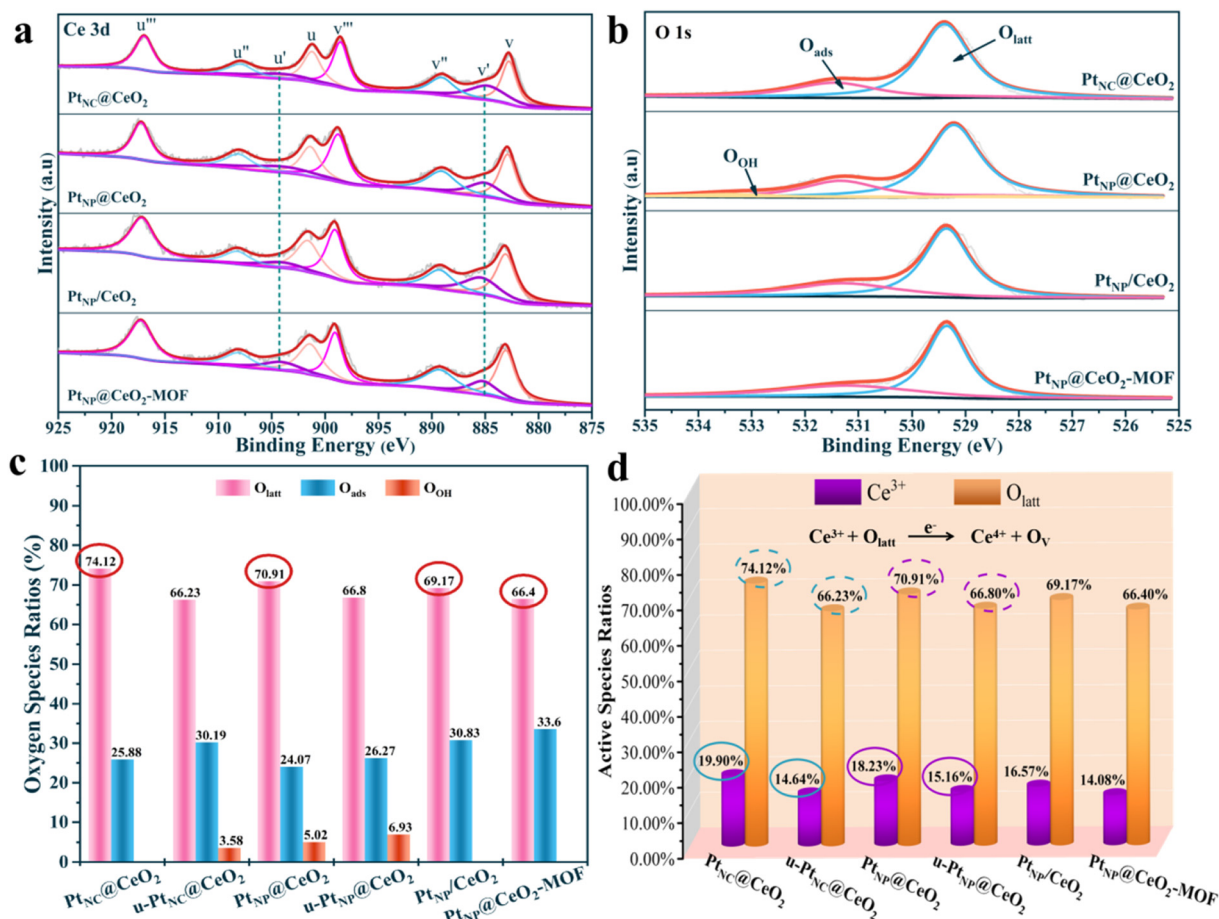 a
Ce 3d
u'''
u''
u'
u
v'''
v''
v'
v
Pt_NC@CeO₂
Pt_NP@CeO₂
Pt_NP/CeO₂
Pt_NP@CeO₂-MOF
Intensity (a.u)
925 920 915 910 905 900 895 890 885 880 875
Binding Energy (eV)
b
O 1s
O_ads
O_latt
Pt_NC@CeO₂
O_OH
Pt_NP@CeO₂
Pt_NP/CeO₂
Pt_NP@CeO₂-MOF
Intensity (a.u)
535 534 533 532 531 530 529 528 527 526 525
Binding Energy (eV)
c
O_latt O_ads O_OH
Oxygen Species Ratios (%)
100
90
80
70
60
50
40
30
20
10
0
74.12
25.88
66.23
30.19
3.58
70.91
24.07
5.02
66.8
26.27
6.93
69.17
30.83
66.4
33.6
Pt_NC@CeO₂
u-Pt_NC@CeO₂
Pt_NP@CeO₂
u-Pt_NP@CeO₂
Pt_NP/CeO₂
Pt_NP@CeO₂-MOF
d
Ce³⁺ O_latt
Ce³⁺ + O_latt e⁻ → Ce⁴⁺ + O_V
Active Species Ratios
100.00%
90.00%
80.00%
70.00%
60.00%
50.00%
40.00%
30.00%
20.00%
10.00%
0.00%
74.12%
66.23%
70.91%
66.80%
69.17%
66.40%
19.90%
14.64%
18.23%
15.16%
16.57%
14.08%
Pt_NC@CeO₂
u-Pt_NC@CeO₂
Pt_NP@CeO₂
u-Pt_NP@CeO₂
Pt_NP/CeO₂
Pt_NP@CeO₂-MOF